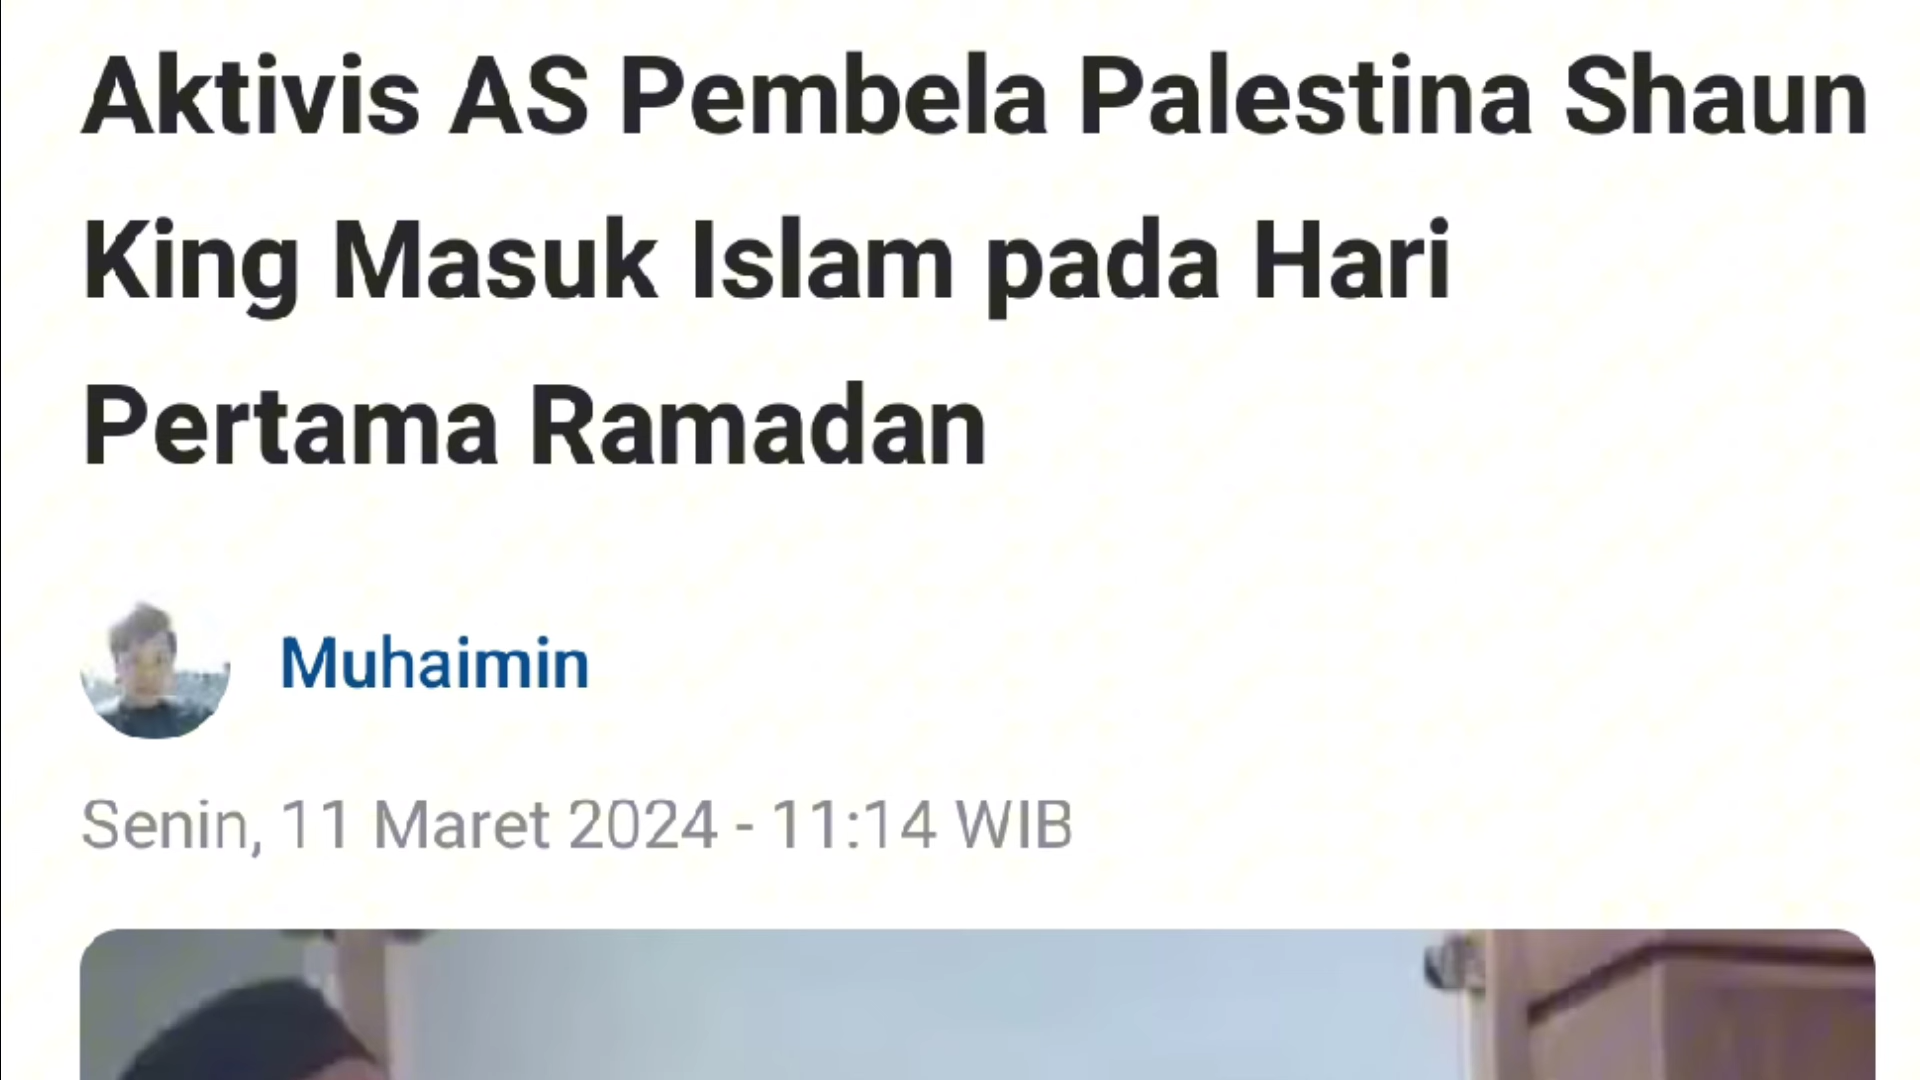 Aktivis AS Pembela Palestina Shaun
King Masuk Islam pada Hari
Pertama Ramadan
Muhaimin
Senin, 11 Maret 2024 - 11:14 WIB